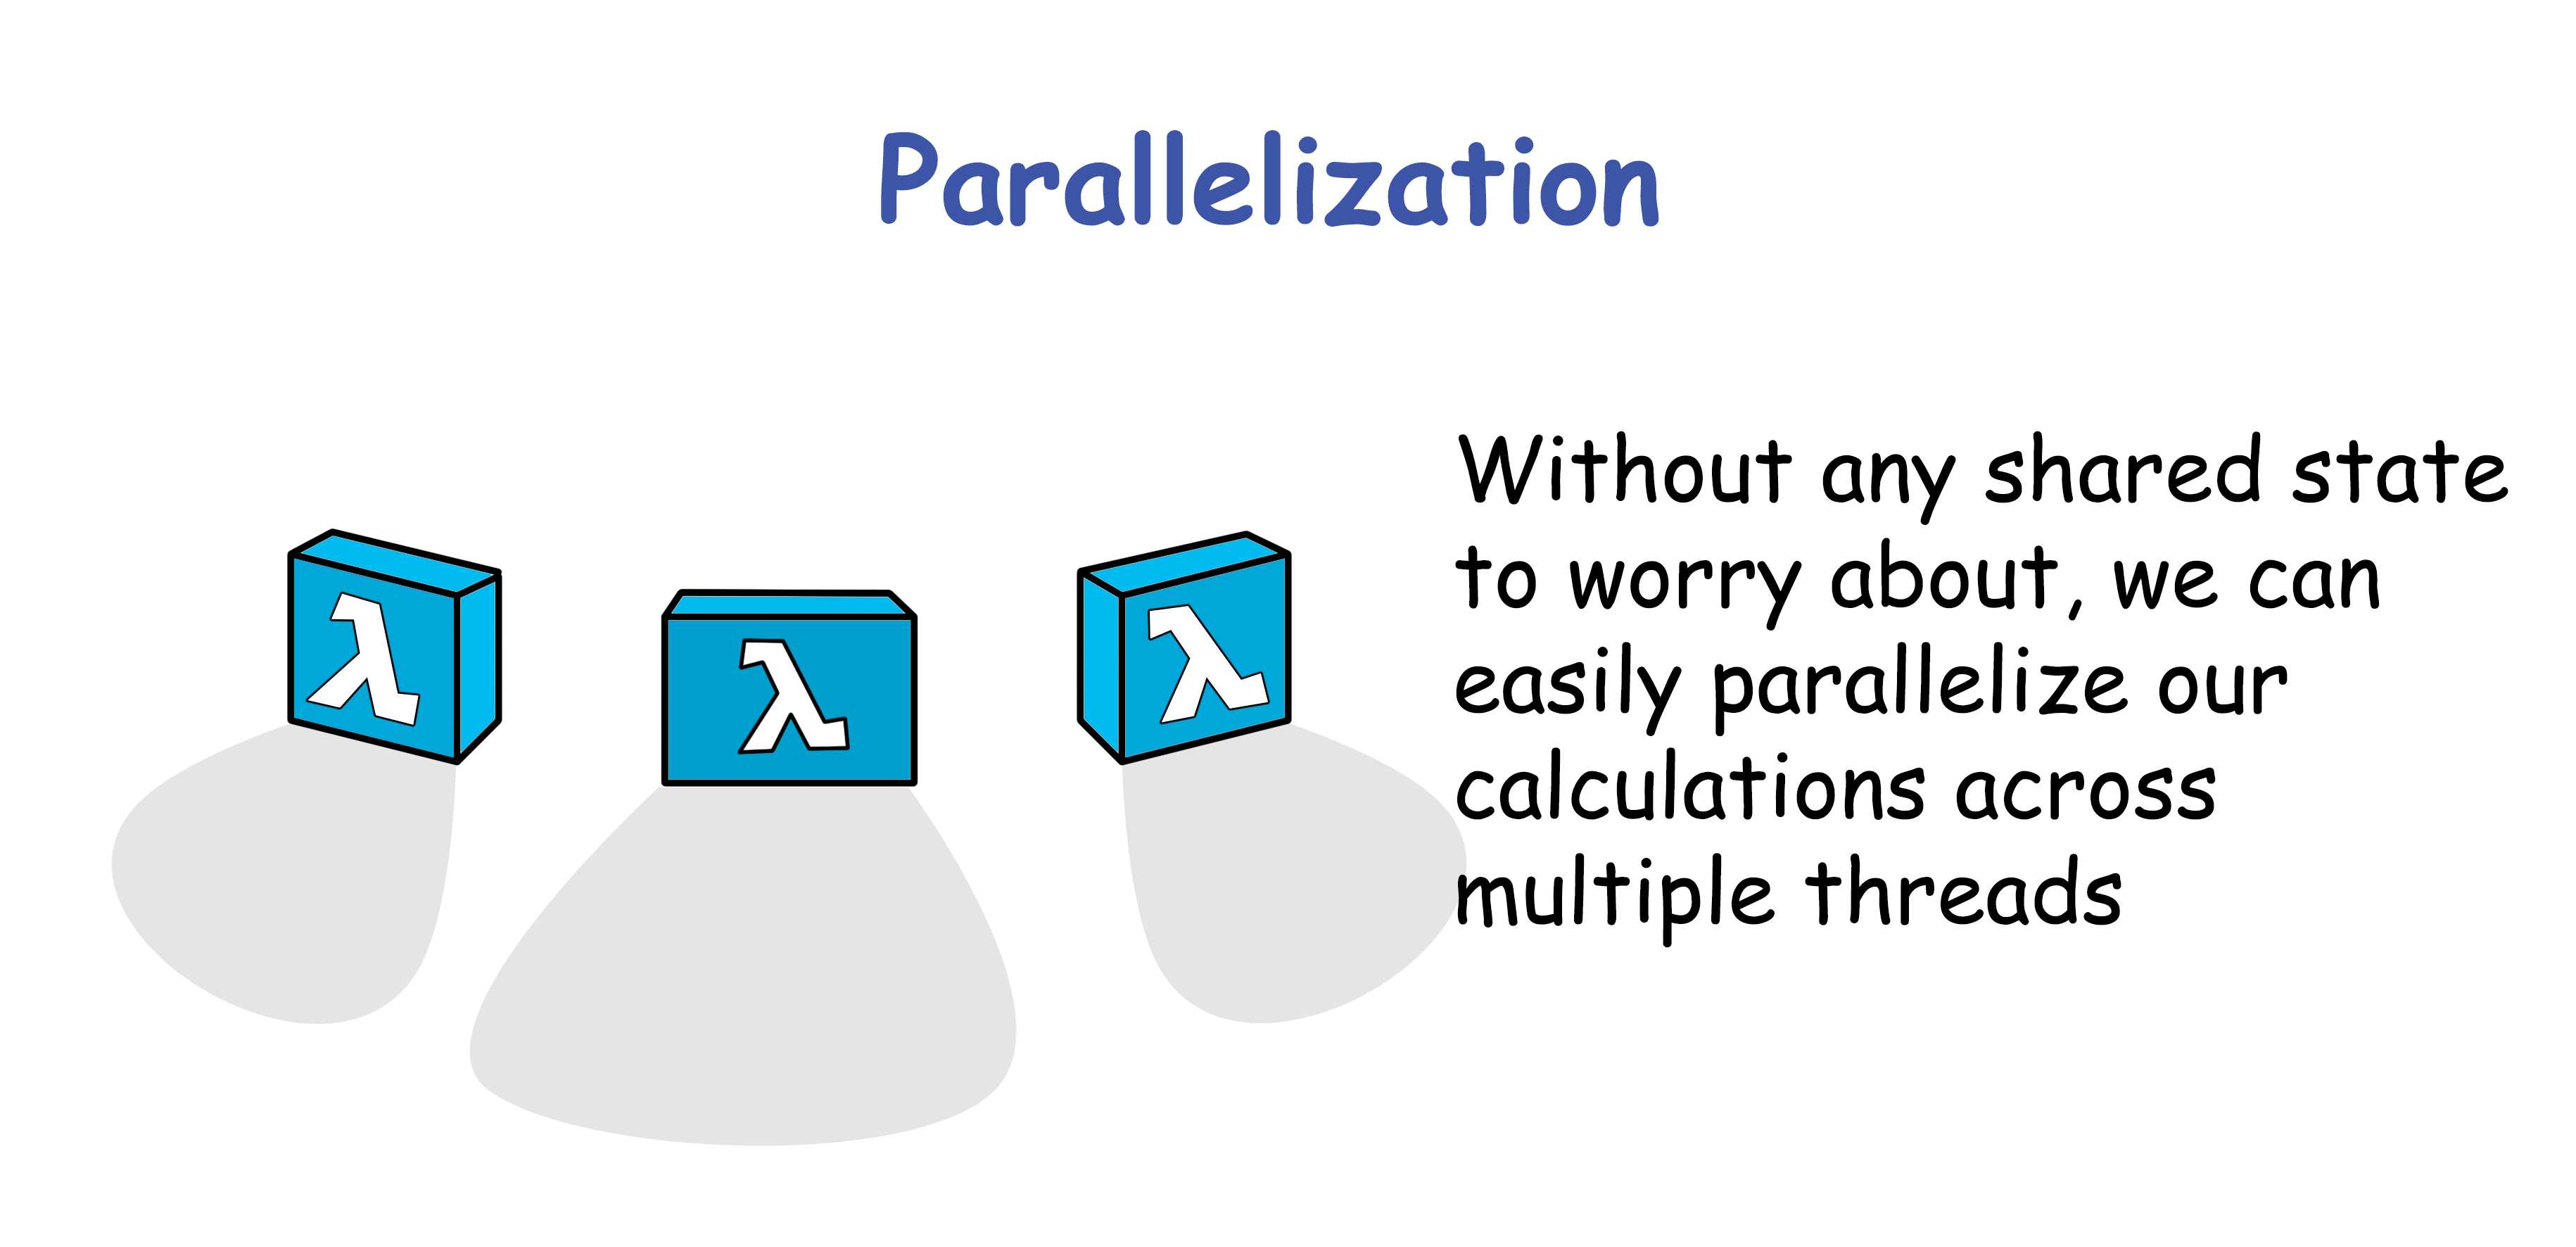 Parallelization
λ λ λ
Without any shared state
to worry about, we can
easily parallelize our
calculations across
multiple threads